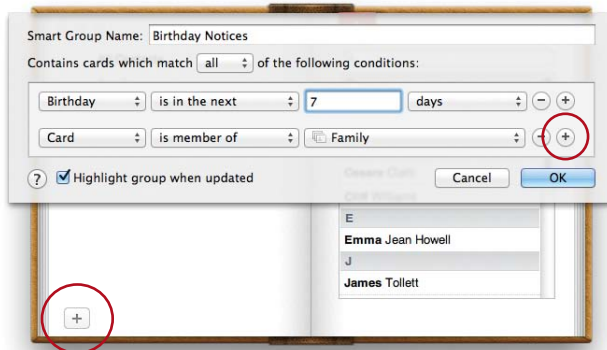 Smart Group Name: Birthday Notices
Contains cards which match all of the following conditions:
Birthday is in the next 7 days − +
Card is member of Family − +
? Highlight group when updated Cancel OK
E
Emma Jean Howell
J
James Tollett
+